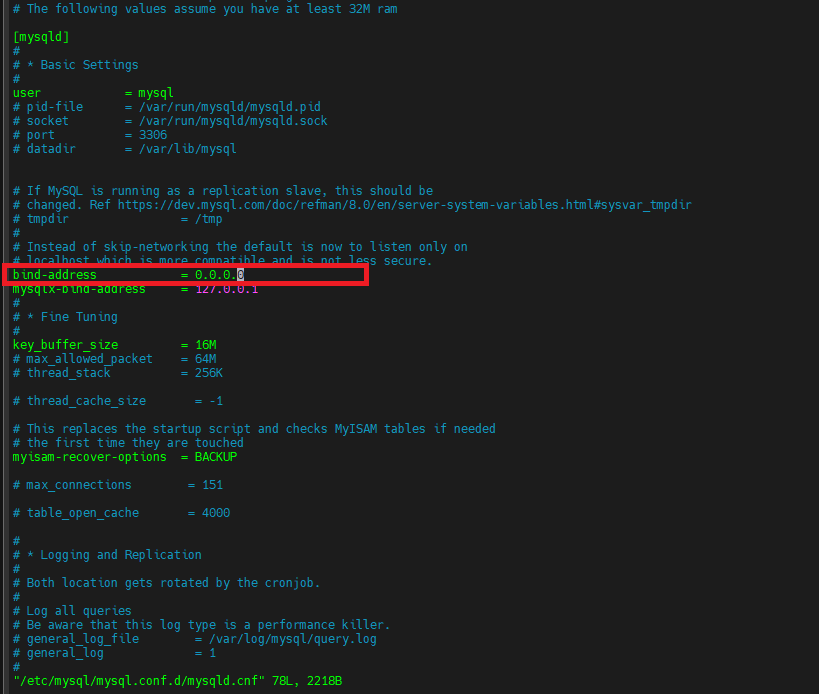 # The following values assume you have at least 32M ram
[mysqld]
#
# * Basic Settings
#
user = mysql
# pid-file = /var/run/mysqld/mysqld.pid
# socket = /var/run/mysqld/mysqld.sock
# port = 3306
# datadir = /var/lib/mysql
# If MySQL is running as a replication slave, this should be
# changed. Ref https://dev.mysql.com/doc/refman/8.0/en/server-system-variables.html#sysvar_tmpdir
# tmpdir = /tmp
#
# Instead of skip-networking the default is now to listen only on
# localhost which is more compatible and is not less secure.
bind-address = 0.0.0.0
mysqlx-bind-address = 127.0.0.1
#
# * Fine Tuning
#
key_buffer_size = 16M
# max_allowed_packet = 64M
# thread_stack = 256K
# thread_cache_size = -1
# This replaces the startup script and checks MyISAM tables if needed
# the first time they are touched
myisam-recover-options = BACKUP
# max_connections = 151
# table_open_cache = 4000
#
# * Logging and Replication
#
# Both location gets rotated by the cronjob.
#
# Log all queries
# Be aware that this log type is a performance killer.
# general_log_file = /var/log/mysql/query.log
# general_log = 1
#
"/etc/mysql/mysql.conf.d/mysqld.cnf" 78L, 2218B